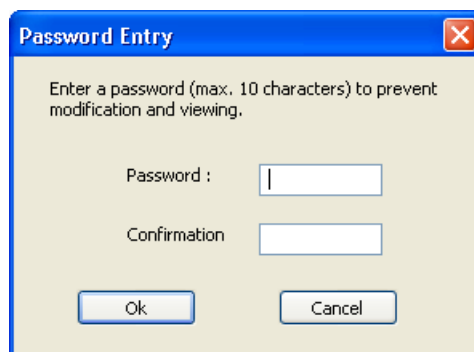 Password Entry
Enter a password (max. 10 characters) to prevent
modification and viewing.
Password :
Confirmation
Ok
Cancel